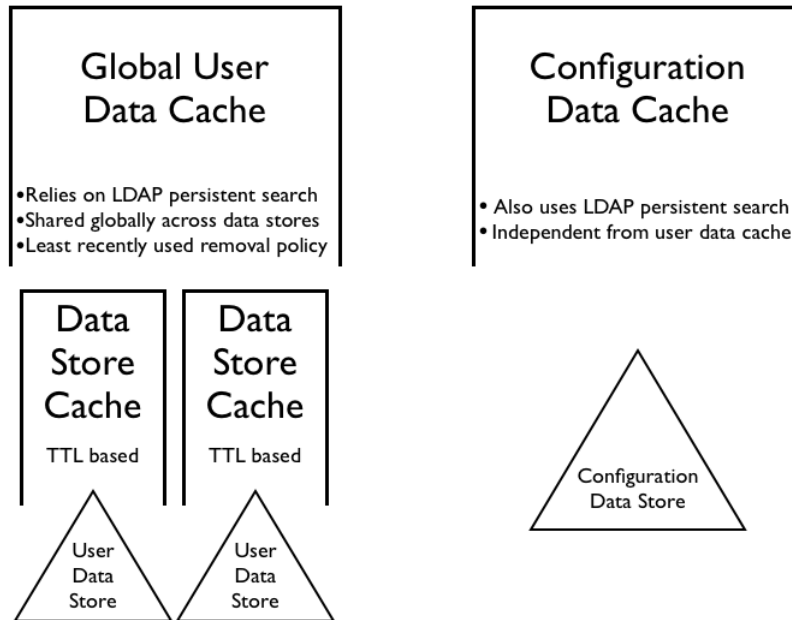 Global User
Data Cache
•Relies on LDAP persistent search
•Shared globally across data stores
•Least recently used removal policy
Configuration
Data Cache
• Also uses LDAP persistent search
• Independent from user data cache
Data
Store
Cache
TTL based
Data
Store
Cache
TTL based
User
Data
Store
User
Data
Store
Configuration
Data Store